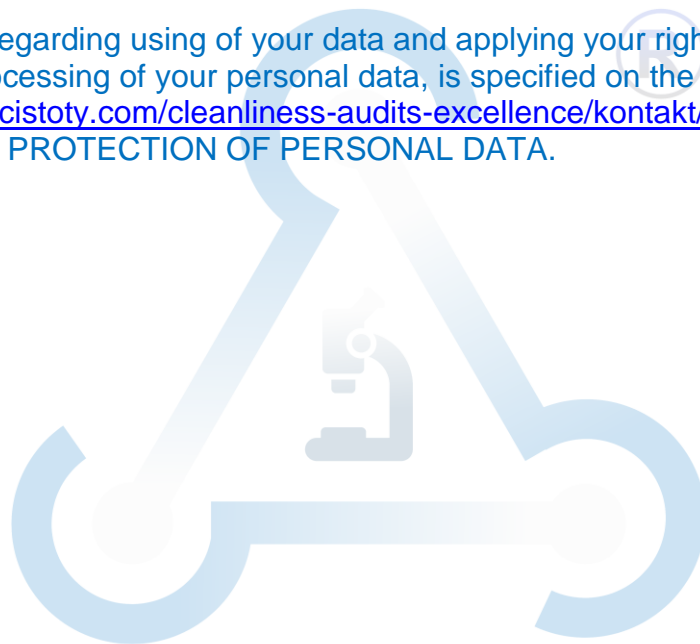 egarding using of your data and applying your righ
ocessing of your personal data, is specified on the
cistoty.com/cleanliness-audits-excellence/kontakt/
PROTECTION OF PERSONAL DATA.
®